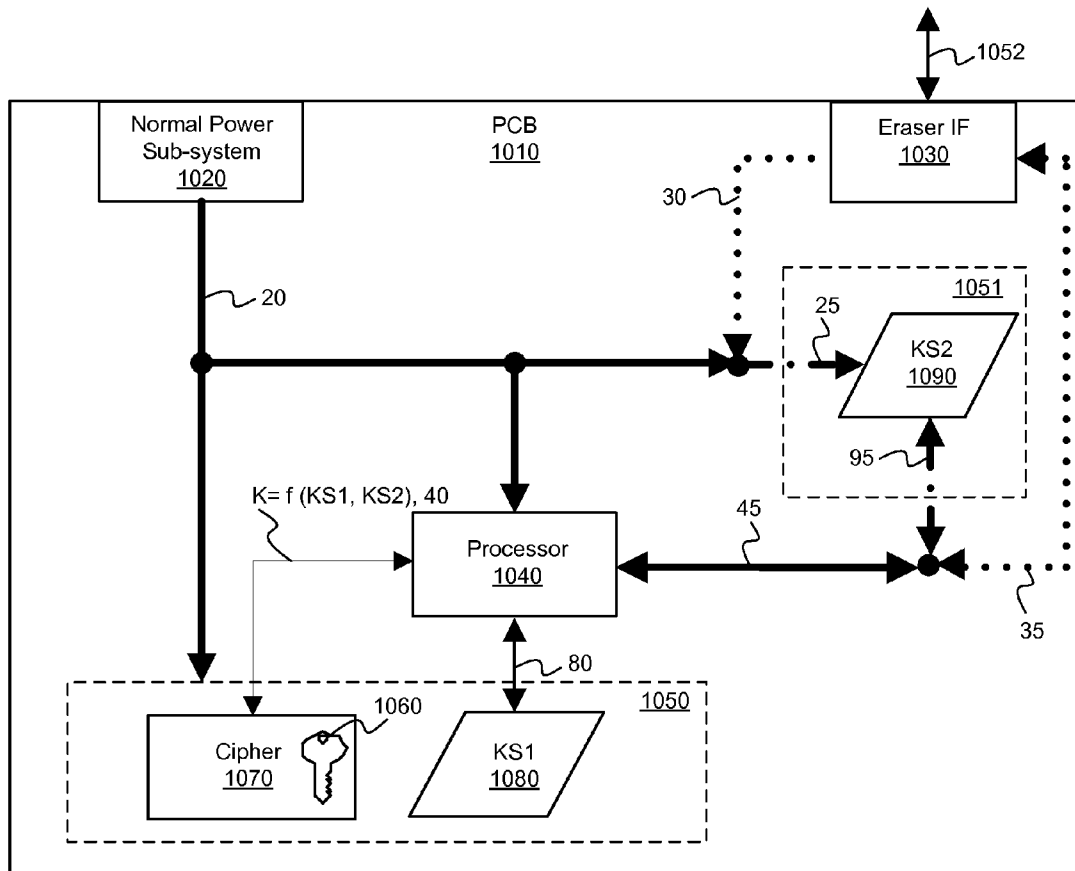 1052
Normal Power
Sub-system
1020
PCB
1010
Eraser IF
1030
30
20
1051
25
KS2
1090
95
K= f (KS1, KS2), 40
Processor
1040
45
35
80
1050
1060
Cipher
1070
KS1
1080